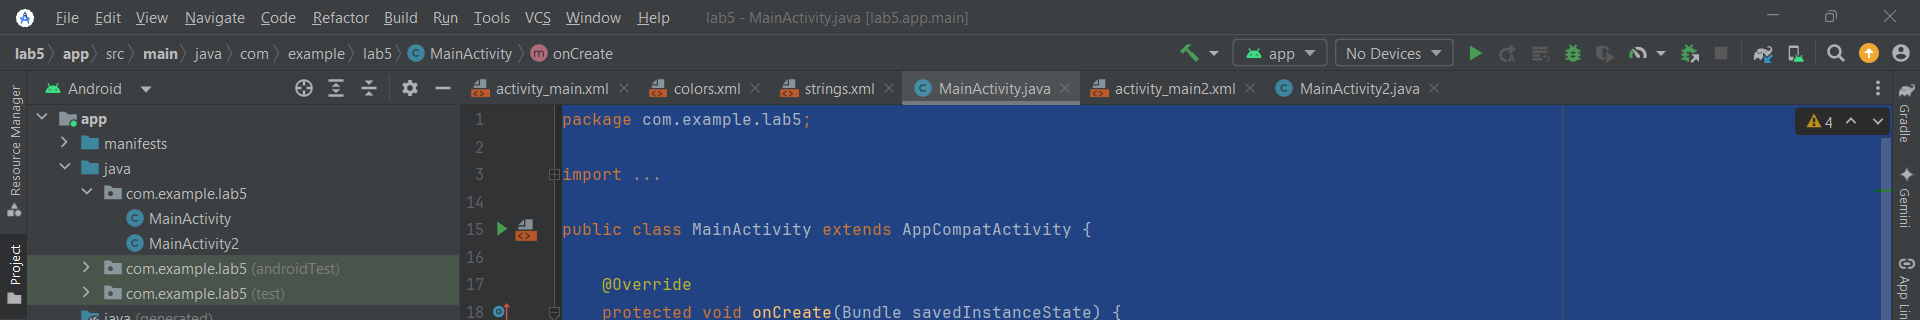 File Edit View Navigate Code Refactor Build Run Tools VCS Window Help lab5 - MainActivity.java [lab5.app.main]
lab5 app src main java com example lab5 MainActivity onCreate app No Devices
Android activity_main.xml colors.xml strings.xml MainActivity.java activity_main2.xml MainActivity2.java
Resource Manager
Project
app
manifests
java
com.example.lab5
MainActivity
MainActivity2
com.example.lab5 (androidTest)
com.example.lab5 (test)
java (generated)
1 package com.example.lab5;
2
3 import ...
14
15 public class MainActivity extends AppCompatActivity {
16
17 @Override
18 protected void onCreate(Bundle savedInstanceState) {
4
Gradle
Gemini
App Lin